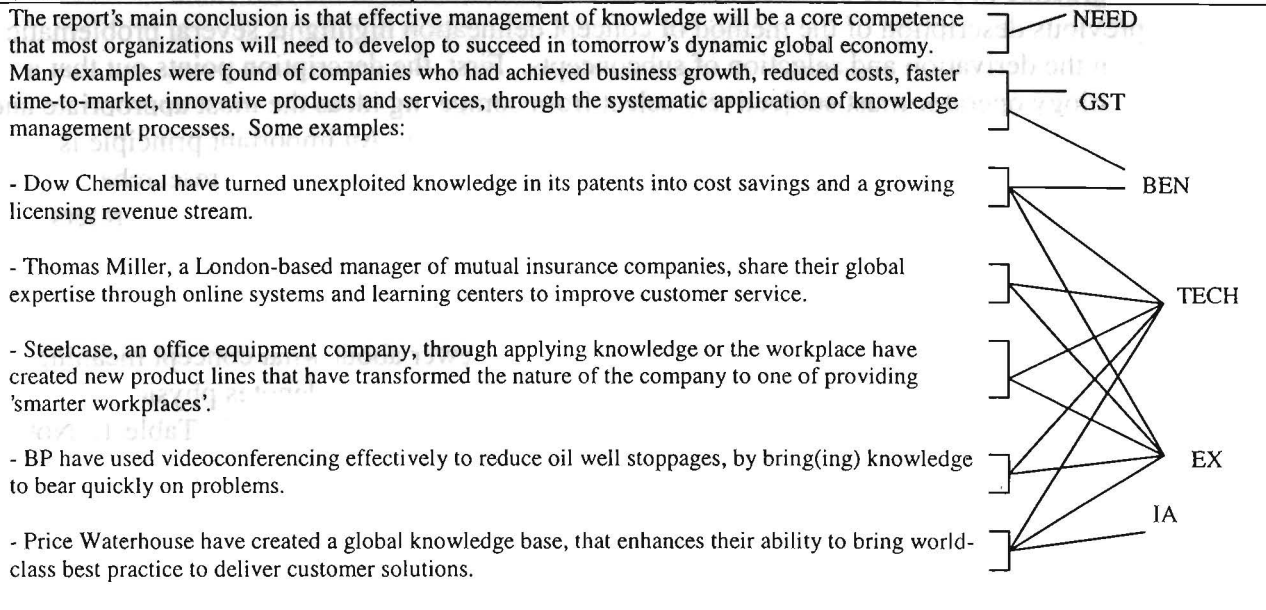 The report's main conclusion is that effective management of knowledge will be a core competence
that most organizations will need to develop to succeed in tomorrow's dynamic global economy.
Many examples were found of companies who had achieved business growth, reduced costs, faster
time-to-market, innovative products and services, through the systematic application of knowledge
management processes. Some examples:
- Dow Chemical have turned unexploited knowledge in its patents into cost savings and a growing
licensing revenue stream.
- Thomas Miller, a London-based manager of mutual insurance companies, share their global
expertise through online systems and learning centers to improve customer service.
- Steelcase, an office equipment company, through applying knowledge or the workplace have
created new product lines that have transformed the nature of the company to one of providing
'smarter workplaces'.
- BP have used videoconferencing effectively to reduce oil well stoppages, by bring(ing) knowledge
to bear quickly on problems.
- Price Waterhouse have created a global knowledge base, that enhances their ability to bring world-
class best practice to deliver customer solutions.
NEED
GST
BEN
TECH
EX
IA